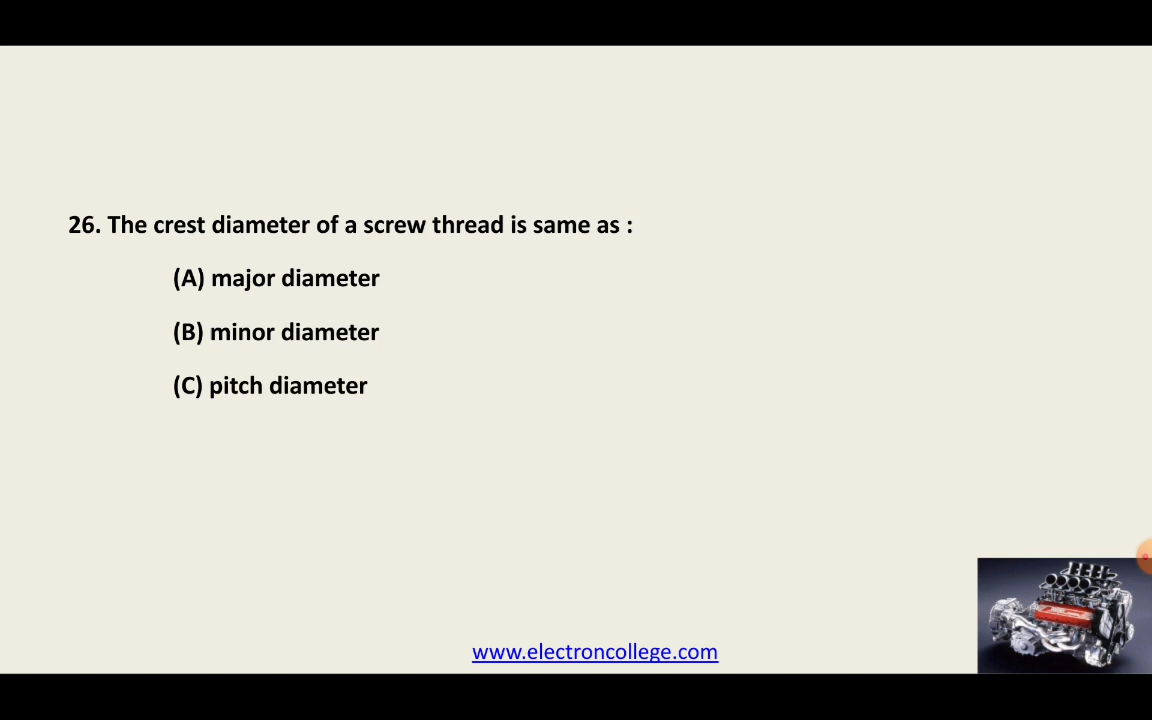 26. The crest diameter of a screw thread is same as :
(A) major diameter
(B) minor diameter
(C) pitch diameter
www.electroncollege.com